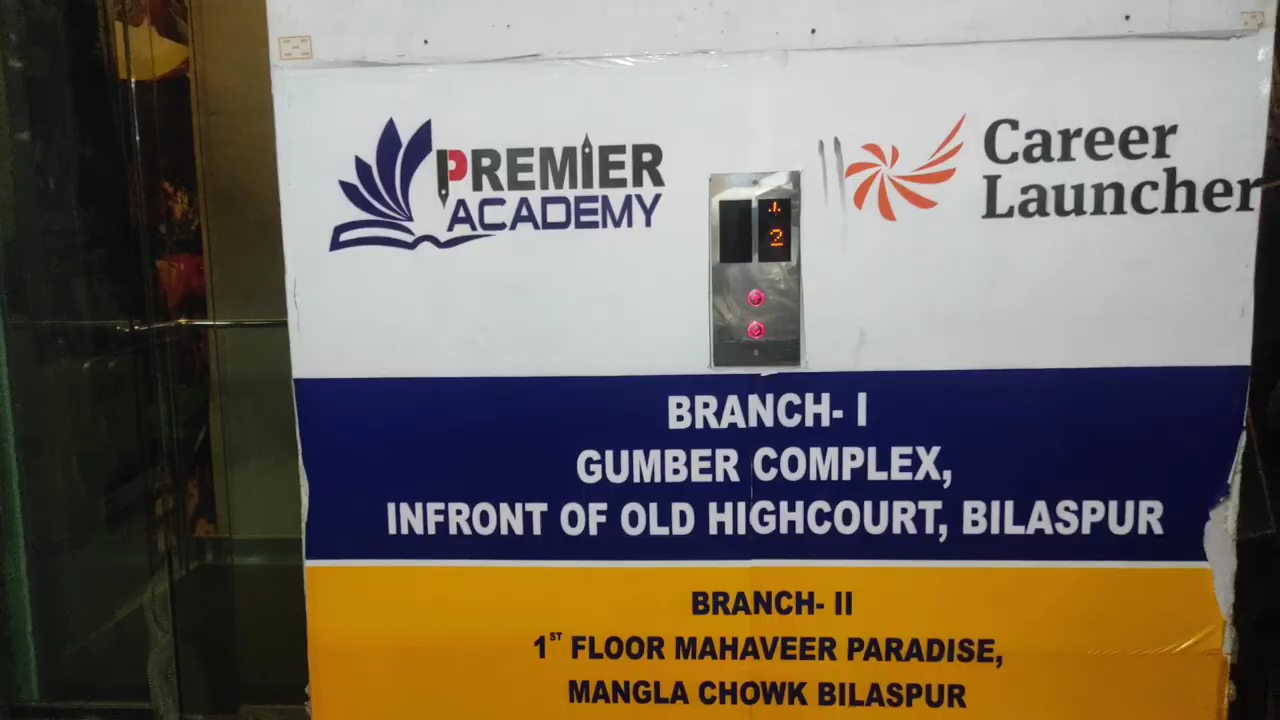 PREMIER
ACADEMY
Career
Launcher
2
BRANCH- I
GUMBER COMPLEX,
INFRONT OF OLD HIGHCOURT, BILASPUR
BRANCH- II
1ST FLOOR MAHAVEER PARADISE,
MANGLA CHOWK BILASPUR